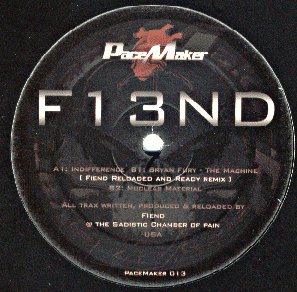 PaceMaker
F13ND
A1: Indifference B1: Bryan Fury - The Machine
[ Fiend Reloaded and Ready remix ]
B2: Nuclear Material
All trax written, produced & reloaded by
Fiend
@ the Sadistic Chamber of pain
USA
PaceMaker 013